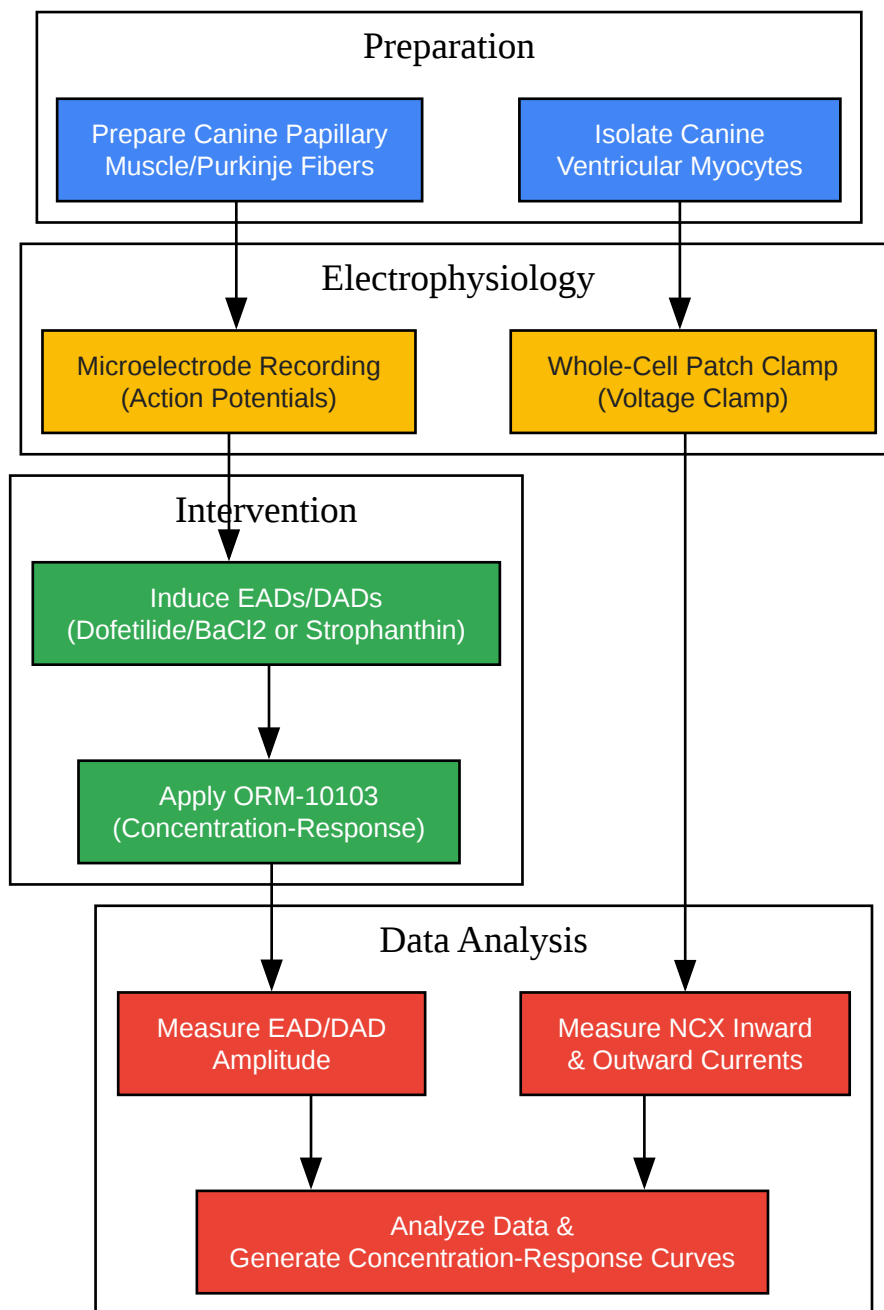 Preparation
Prepare Canine Papillary
Muscle/Purkinje Fibers
Isolate Canine
Ventricular Myocytes
Electrophysiology
Microelectrode Recording
(Action Potentials)
Whole-Cell Patch Clamp
(Voltage Clamp)
Intervention
Induce EADs/DADs
(Dofetilide/BaCl2 or Strophanthin)
Apply ORM-10103
(Concentration-Response)
Data Analysis
Measure EAD/DAD
Amplitude
Measure NCX Inward
& Outward Currents
Analyze Data &
Generate Concentration-Response Curves